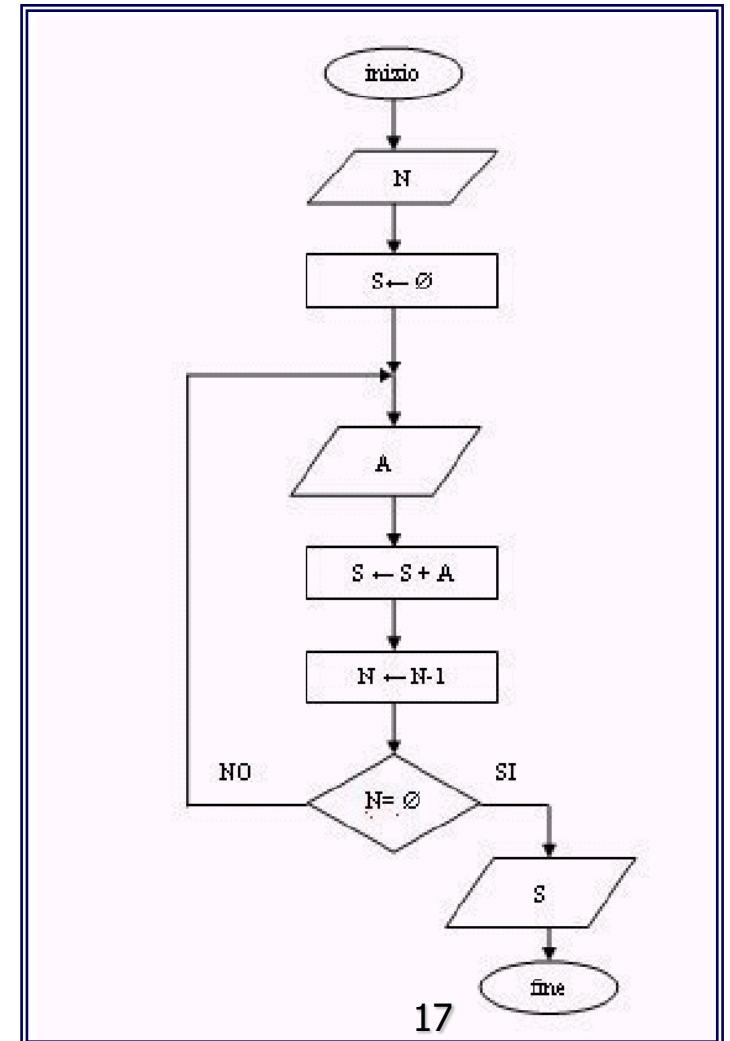 inizio
N
S← Ø
A
S ← S + A
N ← N-1
NO
SI
N= Ø
S
fine
17